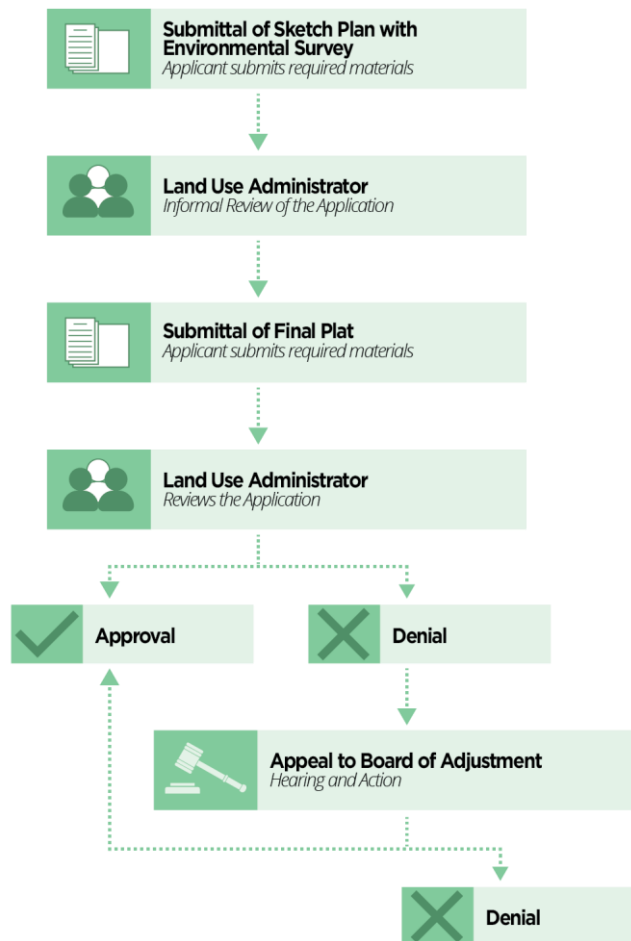 Submittal of Sketch Plan with
Environmental Survey
Applicant submits required materials
Land Use Administrator
Informal Review of the Application
Submittal of Final Plat
Applicant submits required materials
Land Use Administrator
Reviews the Application
Approval
Denial
Appeal to Board of Adjustment
Hearing and Action
Denial